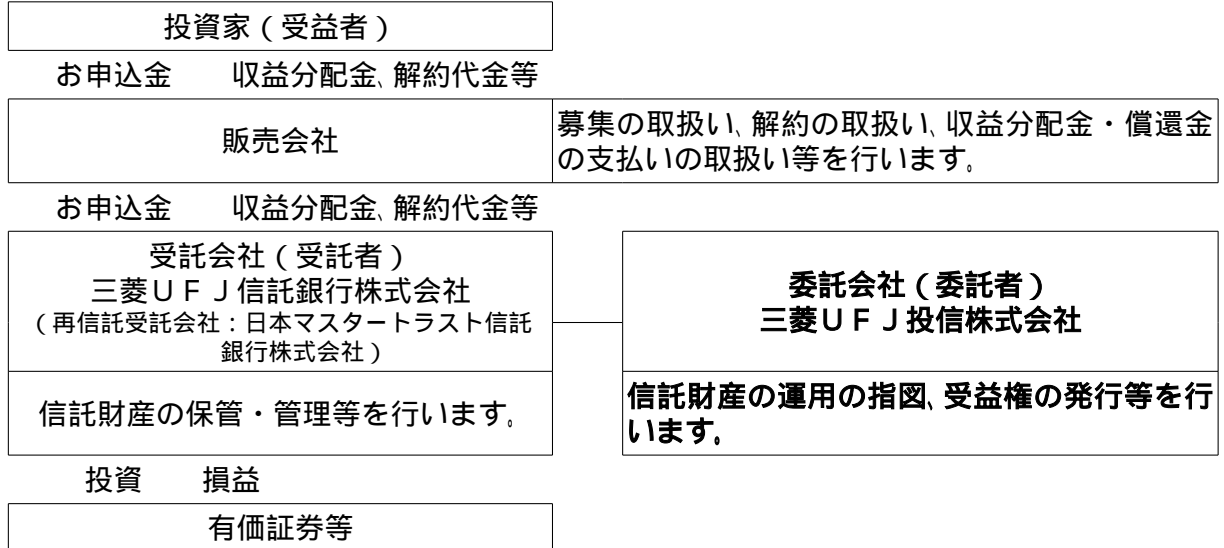 投資家（受益者）
お申込金　　収益分配金、解約代金等
販売会社
募集の取扱い、解約の取扱い、収益分配金・償還金
の支払いの取扱い等を行います。
お申込金　　収益分配金、解約代金等
受託会社（受託者）
三菱ＵＦＪ信託銀行株式会社
（再信託受託会社：日本マスタートラスト信託
銀行株式会社）
委託会社（委託者）
三菱ＵＦＪ投信株式会社
信託財産の保管・管理等を行います。
信託財産の運用の指図、受益権の発行等を行
います。
投資　　損益
有価証券等